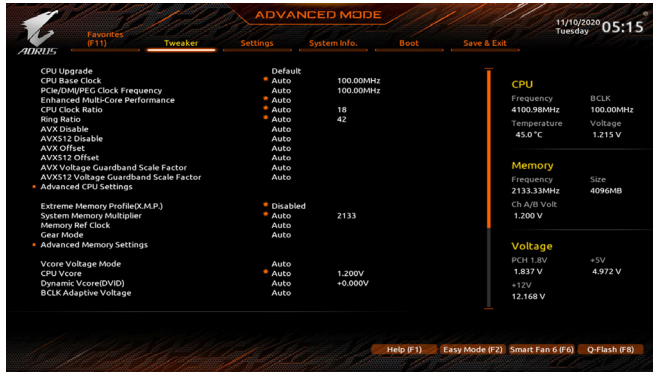 ADVANCED MODE
11/10/2020 Tuesday 05:15
AORUS
Favorites (F11) Tweaker Settings System Info. Boot Save & Exit
CPU Upgrade Default
CPU Base Clock * Auto 100.00MHz
PCIe/DMI/PEG Clock Frequency Auto 100.00MHz
Enhanced Multi-Core Performance * Auto
CPU Clock Ratio * Auto 18
Ring Ratio * Auto 42
AVX Disable Auto
AVX512 Disable Auto
AVX Offset Auto
AVX512 Offset Auto
AVX Voltage Guardband Scale Factor Auto
AVX512 Voltage Guardband Scale Factor Auto
Advanced CPU Settings
Extreme Memory Profile(X.M.P.) * Disabled
System Memory Multiplier * Auto 2133
Memory Ref Clock Auto
Gear Mode Auto
Advanced Memory Settings
Vcore Voltage Mode Auto
CPU Vcore * Auto 1.200V
Dynamic Vcore(DVID) Auto +0.000V
BCLK Adaptive Voltage Auto
CPU
Frequency BCLK
4100.98MHz 100.00MHz
Temperature Voltage
45.0 °C 1.215 V
Memory
Frequency Size
2133.33MHz 4096MB
Ch A/B Volt
1.200 V
Voltage
PCH 1.8V +5V
1.837 V 4.972 V
+12V
12.168 V
Help (F1) Easy Mode (F2) Smart Fan 6 (F6) Q-Flash (F8)